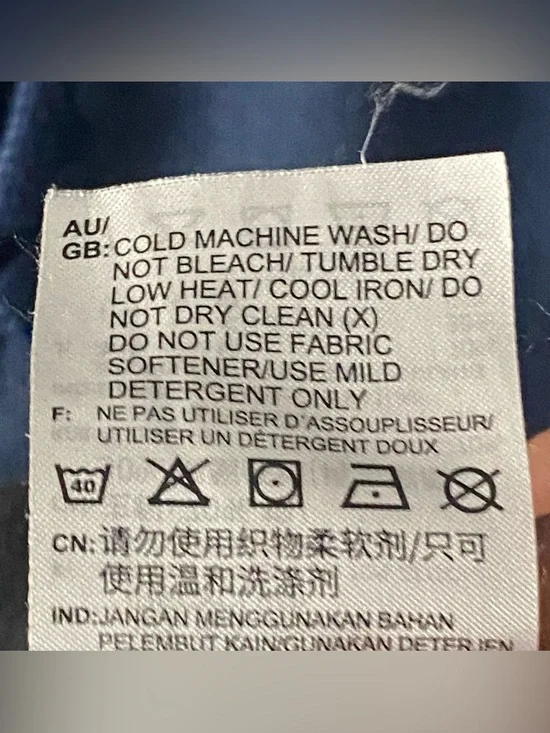 AU/
GB: COLD MACHINE WASH/ DO
NOT BLEACH/ TUMBLE DRY
LOW HEAT/ COOL IRON/ DO
NOT DRY CLEAN (X)
DO NOT USE FABRIC
SOFTENER/USE MILD
DETERGENT ONLY
F: NE PAS UTILISER D'ASSOUPLISSEUR/
UTILISER UN DÉTERGENT DOUX
40
CN: 请勿使用织物柔软剂/只可
使用温和洗涤剂
IND: JANGAN MENGGUNAKAN BAHAN
PELEMBUT KAIN/GUNAKAN DETERJEN